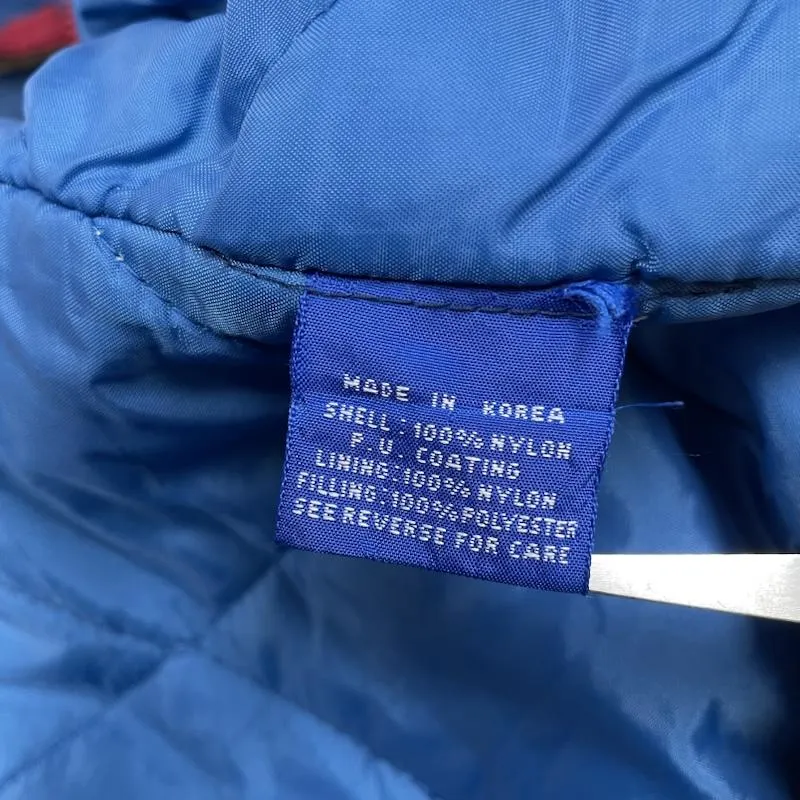 MADE IN KOREA
SHELL:100% NYLON
P.U. COATING
LINING:100% NYLON
FILLING:100% POLYESTER
SEE REVERSE FOR CARE